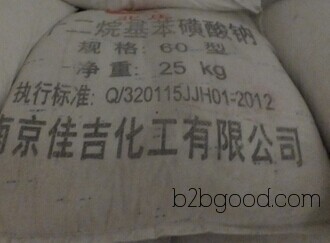 二烷基本磺酸钠
规格：60-型
净重：25 kg
执行标准：Q/320115JJH01-2012
南京佳吉化工有限公司
b2bgood.com